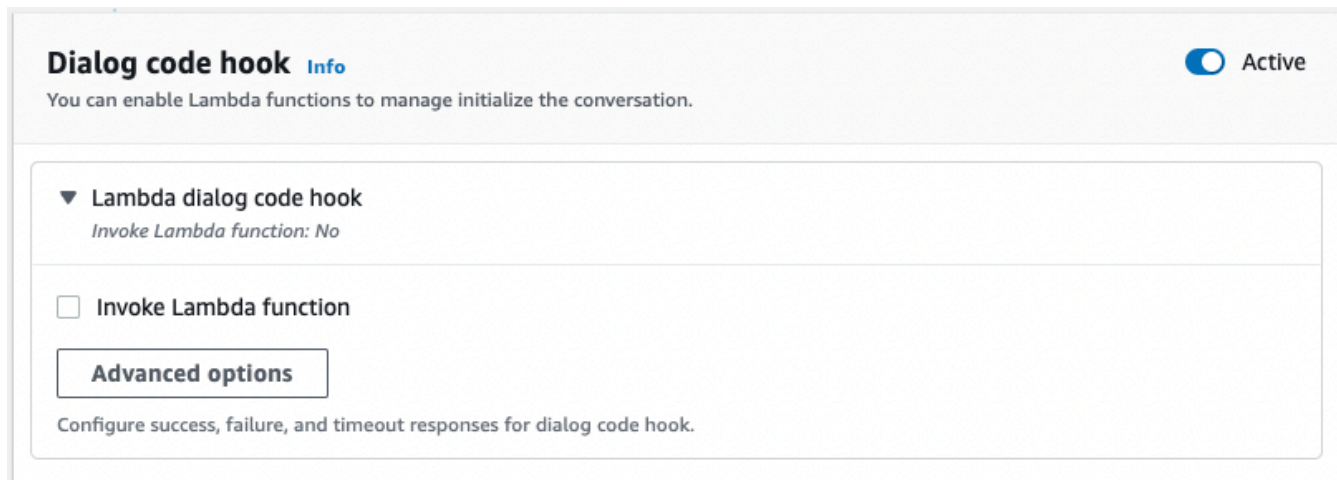 Dialog code hook Info
Active
You can enable Lambda functions to manage initialize the conversation.
Lambda dialog code hook
Invoke Lambda function: No
Invoke Lambda function
Advanced options
Configure success, failure, and timeout responses for dialog code hook.